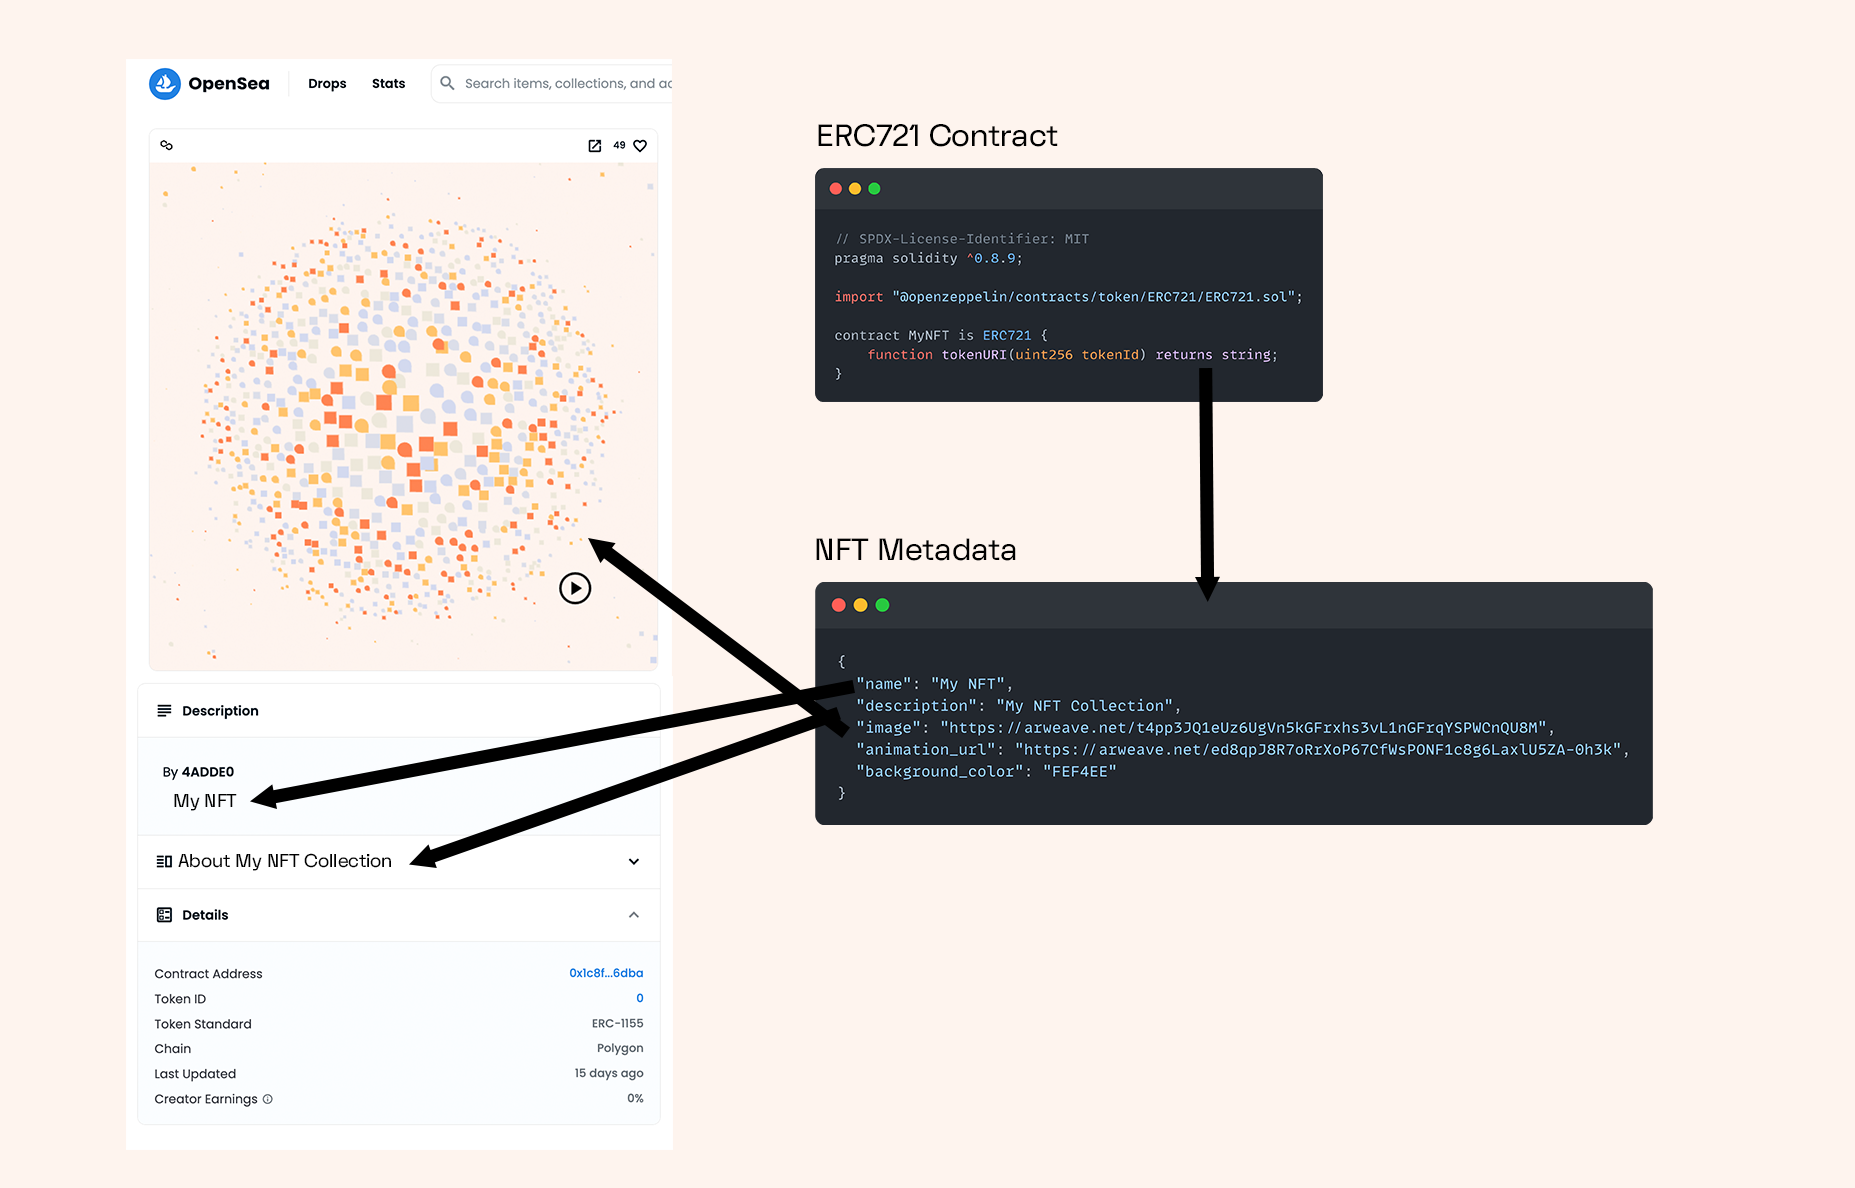 OpenSea
Drops
Stats
Search items, collections, and ac
49
Description
By 4ADDE0
My NFT
About My NFT Collection
Details
Contract Address 0x1c8f...6dba
Token ID 0
Token Standard ERC-1155
Chain Polygon
Last Updated 15 days ago
Creator Earnings 0%
ERC721 Contract
// SPDX-License-Identifier: MIT
pragma solidity ^0.8.9;
import "@openzeppelin/contracts/token/ERC721/ERC721.sol";
contract MyNFT is ERC721 {
function tokenURI(uint256 tokenId) returns string;
}
NFT Metadata
{
"name": "My NFT",
"description": "My NFT Collection",
"image": "https://arweave.net/t4pp3JQ1eUz6UgVn5kGFrxhs3vL1nGFrqYSPWCnQU8M",
"animation_url": "https://arweave.net/ed8qpJ8R7oRrXoP67CfWsPONF1c8g6LaxlU5ZA-0h3k",
"background_color": "FEF4EE"
}